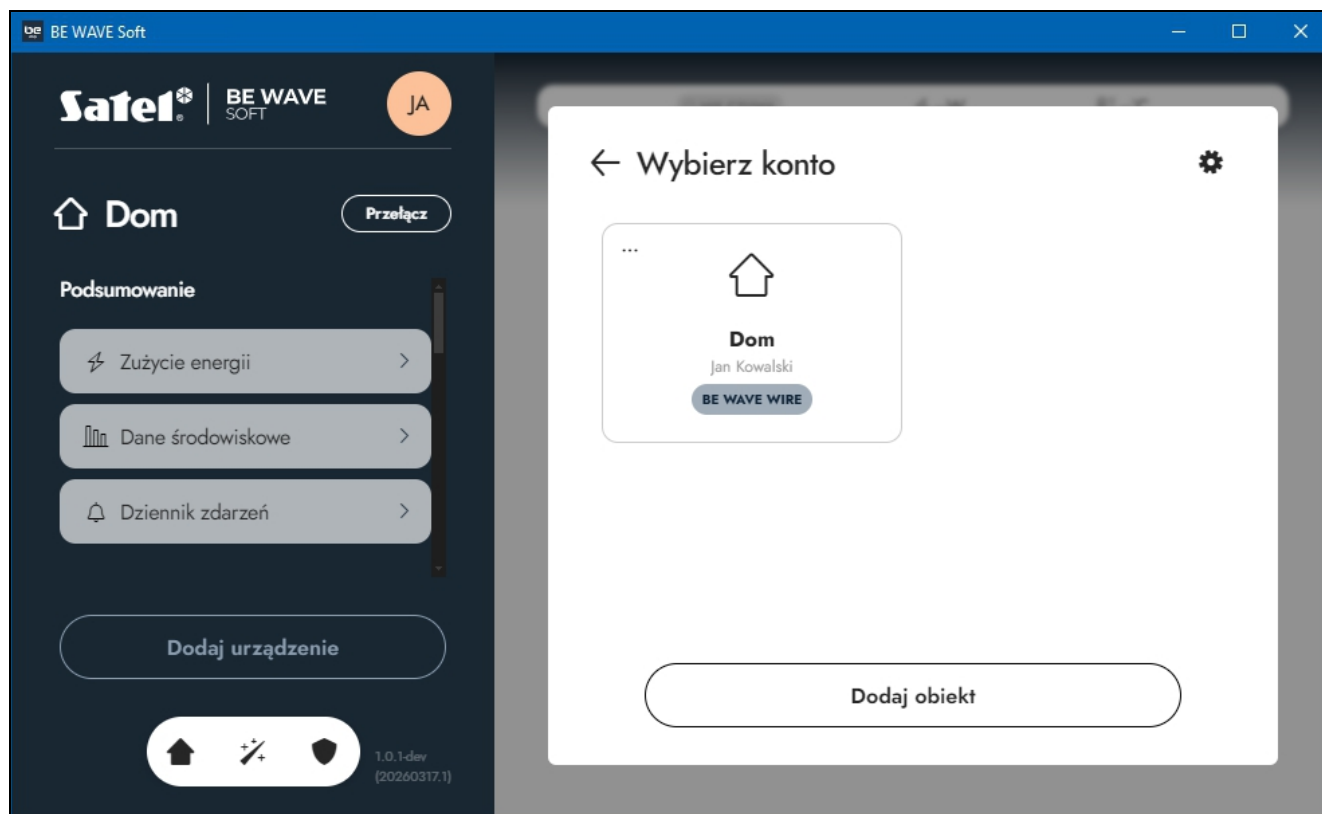 be
BE WAVE Soft
Satel®
BE WAVE
SOFT
JA
Dom
Przełącz
Podsumowanie
Zużycie energii
Dane środowiskowe
Dziennik zdarzeń
Dodaj urządzenie
1.0.1-dev
(20260317.1)
Wybierz konto
...
Dom
Jan Kowalski
BE WAVE WIRE
Dodaj obiekt